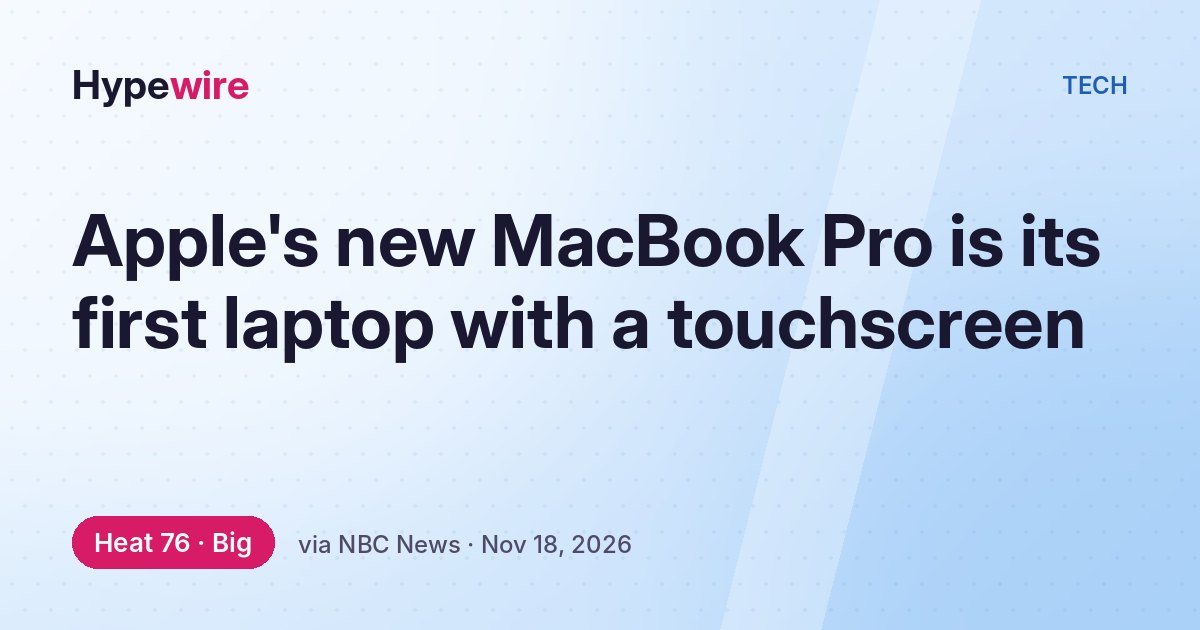 Hypewire
TECH
Apple's new MacBook Pro is its
first laptop with a touchscreen
Heat 76 · Big
via NBC News · Nov 18, 2026